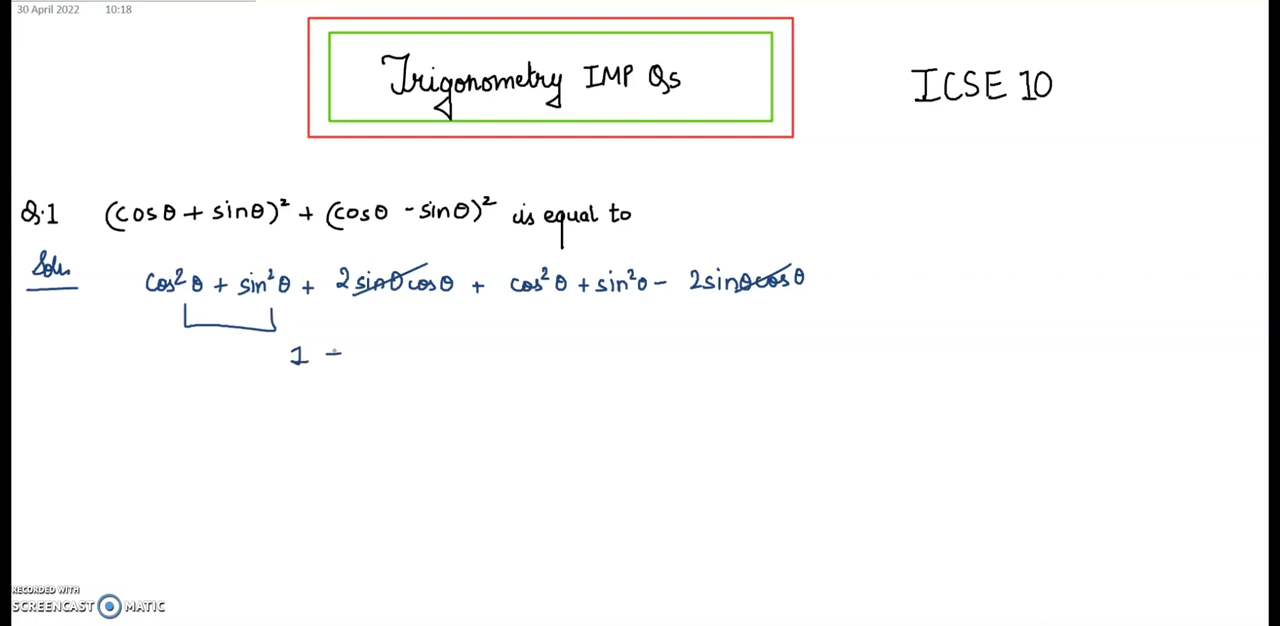 30 April 2022 10:18
Trigonometry IMP Qs
ICSE 10
Q.1 (cosθ + sinθ)² + (cosθ - sinθ)² is equal to
Soln.
cos²θ + sin²θ + 2sinθcosθ + cos²θ + sin²θ - 2sinθcosθ
1 -
RECORDED WITH
SCREENCAST MATIC